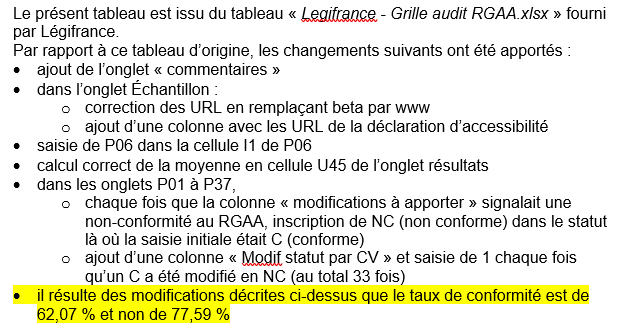 Le présent tableau est issu du tableau « Legifrance - Grille audit RGAA.xlsx » fourni
par Légifrance.
Par rapport à ce tableau d'origine, les changements suivants ont été apportés :
• ajout de l'onglet « commentaires »
• dans l'onglet Échantillon :
o correction des URL en remplaçant beta par www
o ajout d'une colonne avec les URL de la déclaration d'accessibilité
• saisie de P06 dans la cellule I1 de P06
• calcul correct de la moyenne en cellule U45 de l'onglet résultats
• dans les onglets P01 à P37,
o chaque fois que la colonne « modifications à apporter » signalait une
non-conformité au RGAA, inscription de NC (non conforme) dans le statut
là où la saisie initiale était C (conforme)
o ajout d'une colonne « Modif statut par CV » et saisie de 1 chaque fois
qu'un C a été modifié en NC (au total 33 fois)
• il résulte des modifications décrites ci-dessus que le taux de conformité est de
62,07 % et non de 77,59 %